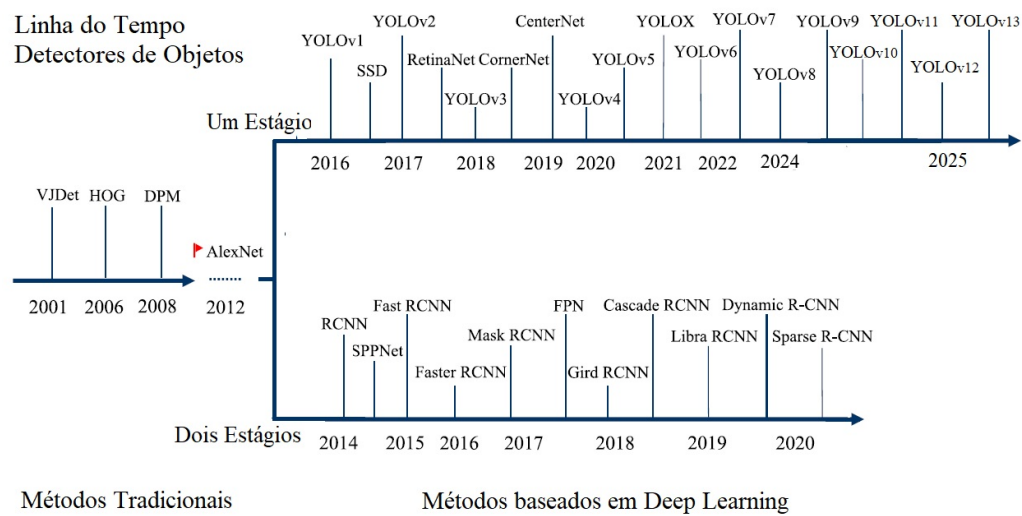 Linha do Tempo
Detectores de Objetos
YOLOv1
SSD
YOLOv2
RetinaNet
YOLOv3
CornerNet
CenterNet
YOLOv4
YOLOv5
YOLOX
YOLOv6
YOLOv7
YOLOv8
YOLOv9
YOLOv10
YOLOv11
YOLOv12
YOLOv13
Um Estágio
2016 2017 2018 2019 2020 2021 2022 2024 2025
VJDet HOG DPM
AlexNet
2001 2006 2008 2012
RCNN
SPPNet
Fast RCNN
Faster RCNN
Mask RCNN
FPN
Gird RCNN
Cascade RCNN
Libra RCNN
Dynamic R-CNN
Sparse R-CNN
Dois Estágios
2014 2015 2016 2017 2018 2019 2020
Métodos Tradicionais
Métodos baseados em Deep Learning